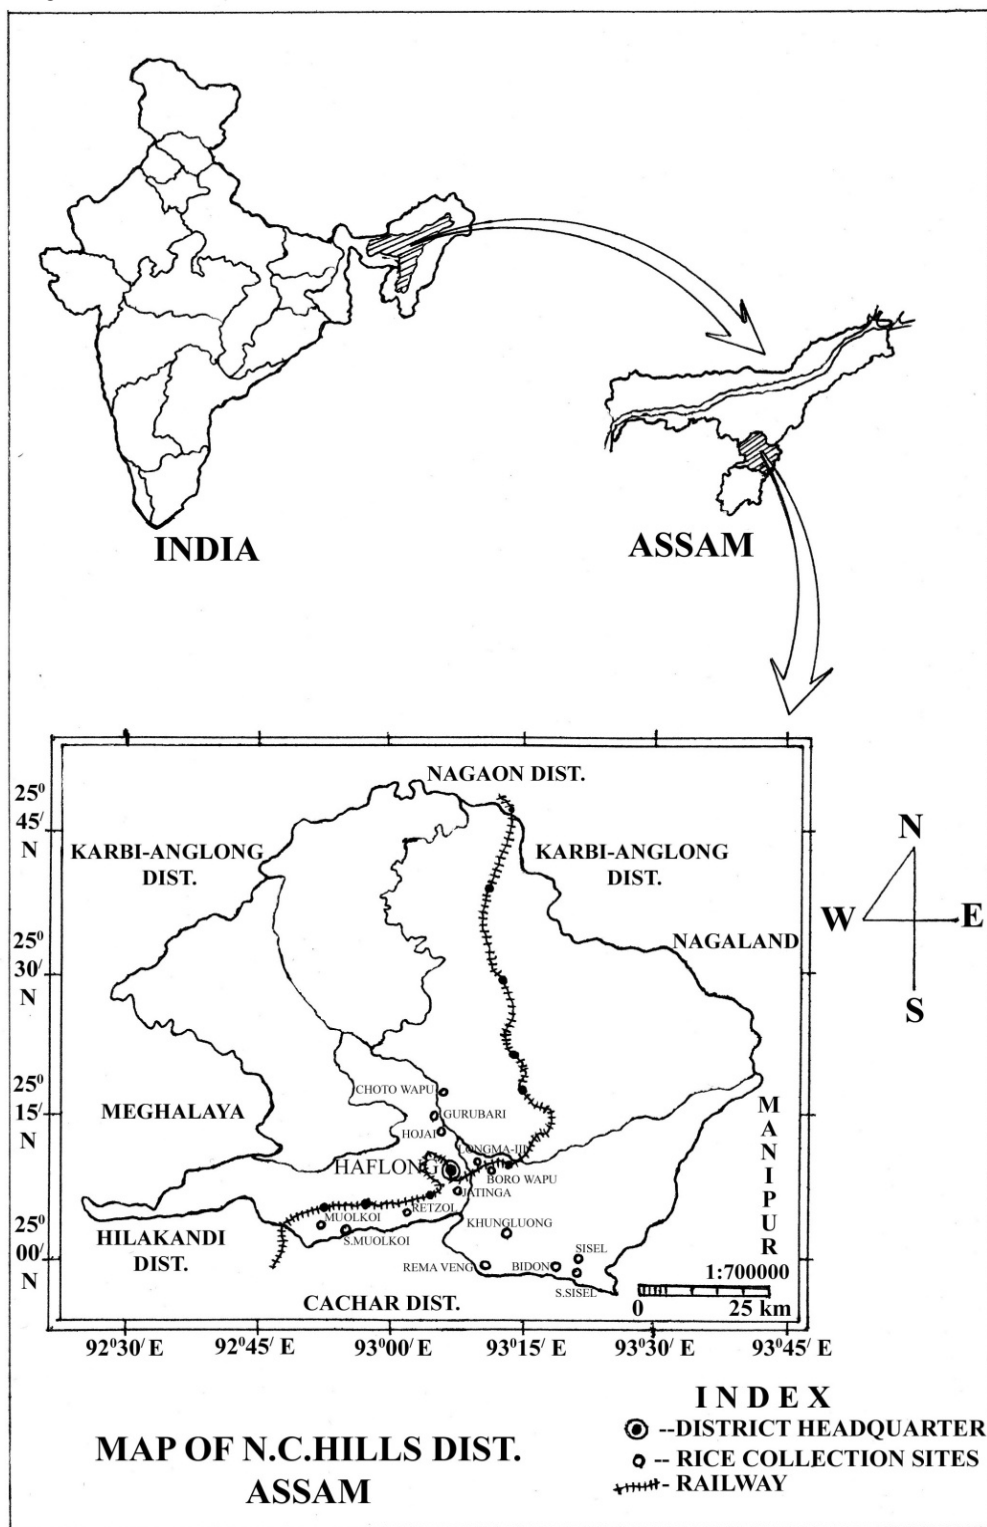 INDIA
ASSAM
NAGAON DIST.
25⁰
45/
N
KARBI-ANGLONG
DIST.
KARBI-ANGLONG
DIST.
N
W
E
S
25⁰
30/
N
NAGALAND
25⁰
15/
N
CHOTO WAPU
MEGHALAYA
GURUBARI
HOJAI
MANIPUR
LONGMA-III
HAFLONG
BORO WAPU
JATINGA
RETZOL
MUOLKOI
S.MUOLKOI
KHUNGLUONG
25⁰
00/
N
HILAKANDI
DIST.
REMA VENG
BIDON
SISEL
S.SISEL
1:700000
0 25 km
CACHAR DIST.
92⁰30/ E 92⁰45/ E 93⁰00/ E 93⁰15/ E 93⁰30/ E 93⁰45/ E
INDEX
--DISTRICT HEADQUARTER
-- RICE COLLECTION SITES
- RAILWAY
MAP OF N.C.HILLS DIST.
ASSAM